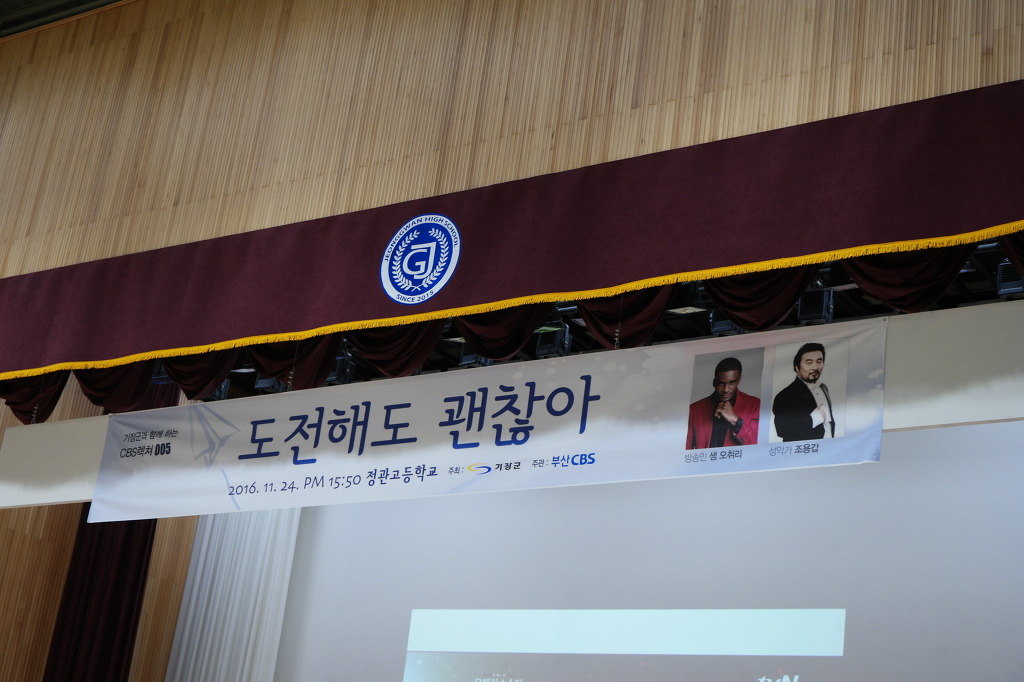 JEONGGWAN HIGH SCHOOL
GJ
SINCE 2015
기장군과 함께 하는
CBS렉쳐 005
도전해도 괜찮아
2016. 11. 24. PM 15:50 정관고등학교 주최 : 기장군 주관 : 부산CBS
방송인 샘 오취리
성악가 조용갑
tvN